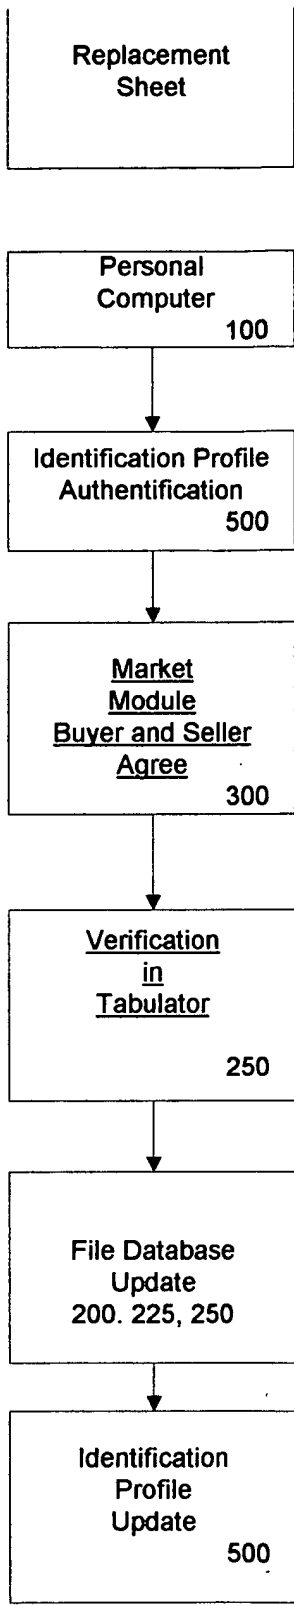 Replacement
Sheet
Personal
Computer
100
Identification Profile
Authentification
500
Market
Module
Buyer and Seller
Agree
300
Verification
in
Tabulator
250
File Database
Update
200. 225, 250
Identification
Profile
Update
500